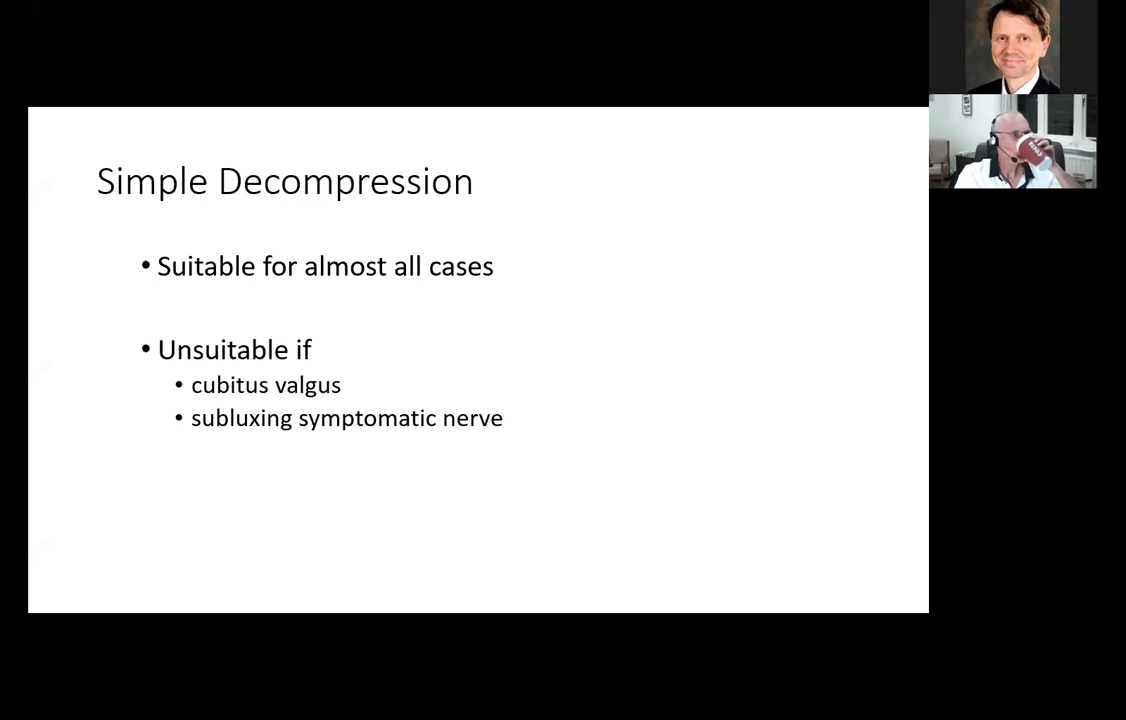 Simple Decompression
• Suitable for almost all cases
• Unsuitable if
• cubitus valgus
• subluxing symptomatic nerve